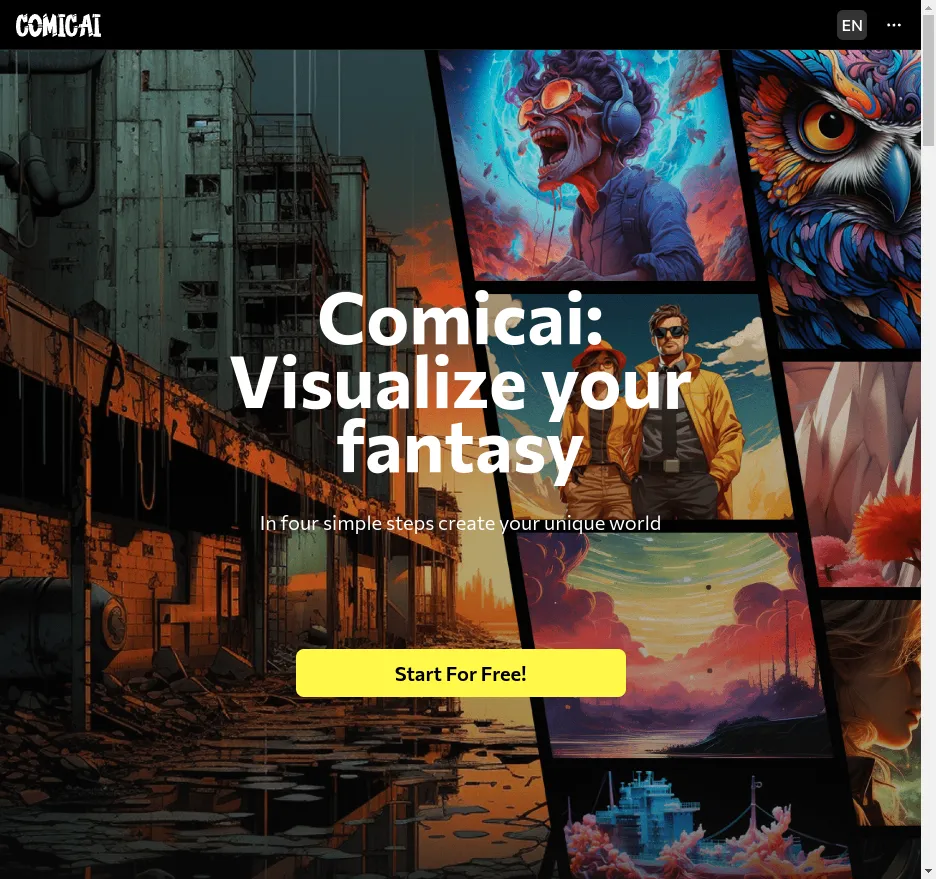 COMICAI
EN
Comicai:
Visualize your
fantasy
In four simple steps create your unique world
Start For Free!